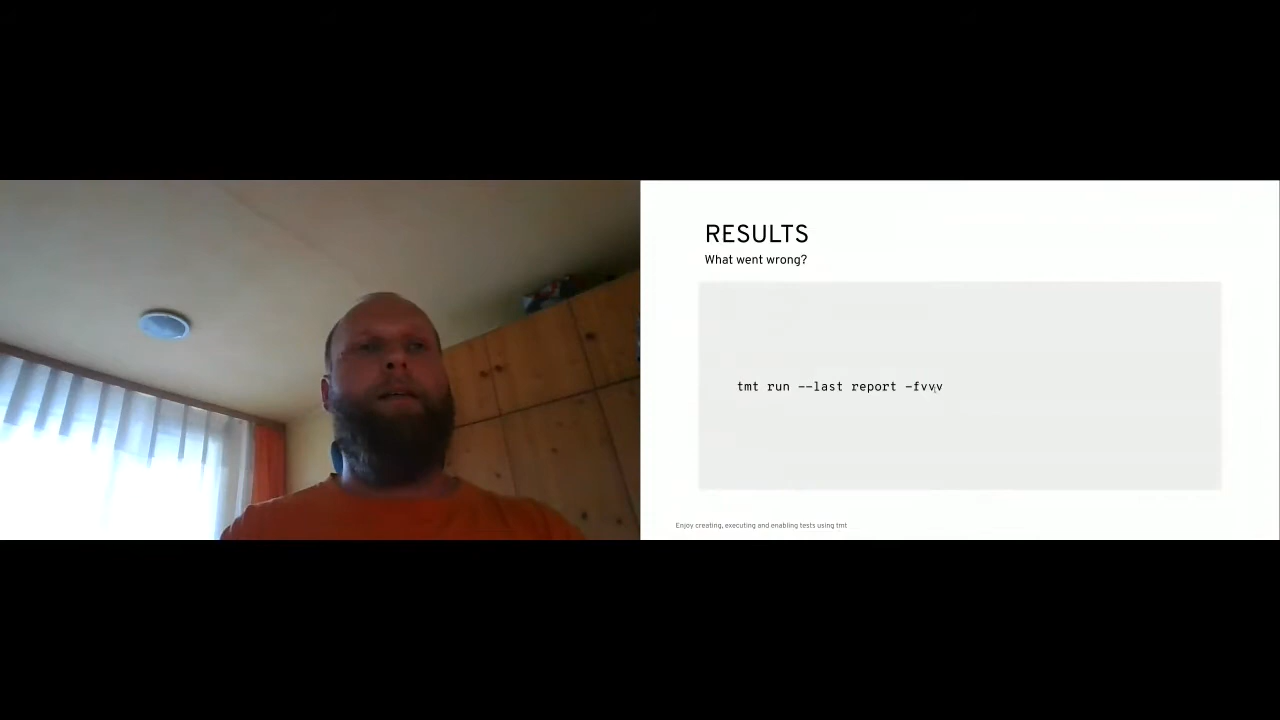 RESULTS
What went wrong?
tmt run --last report -fvvv
Enjoy creating, executing and enabling tests using tmt